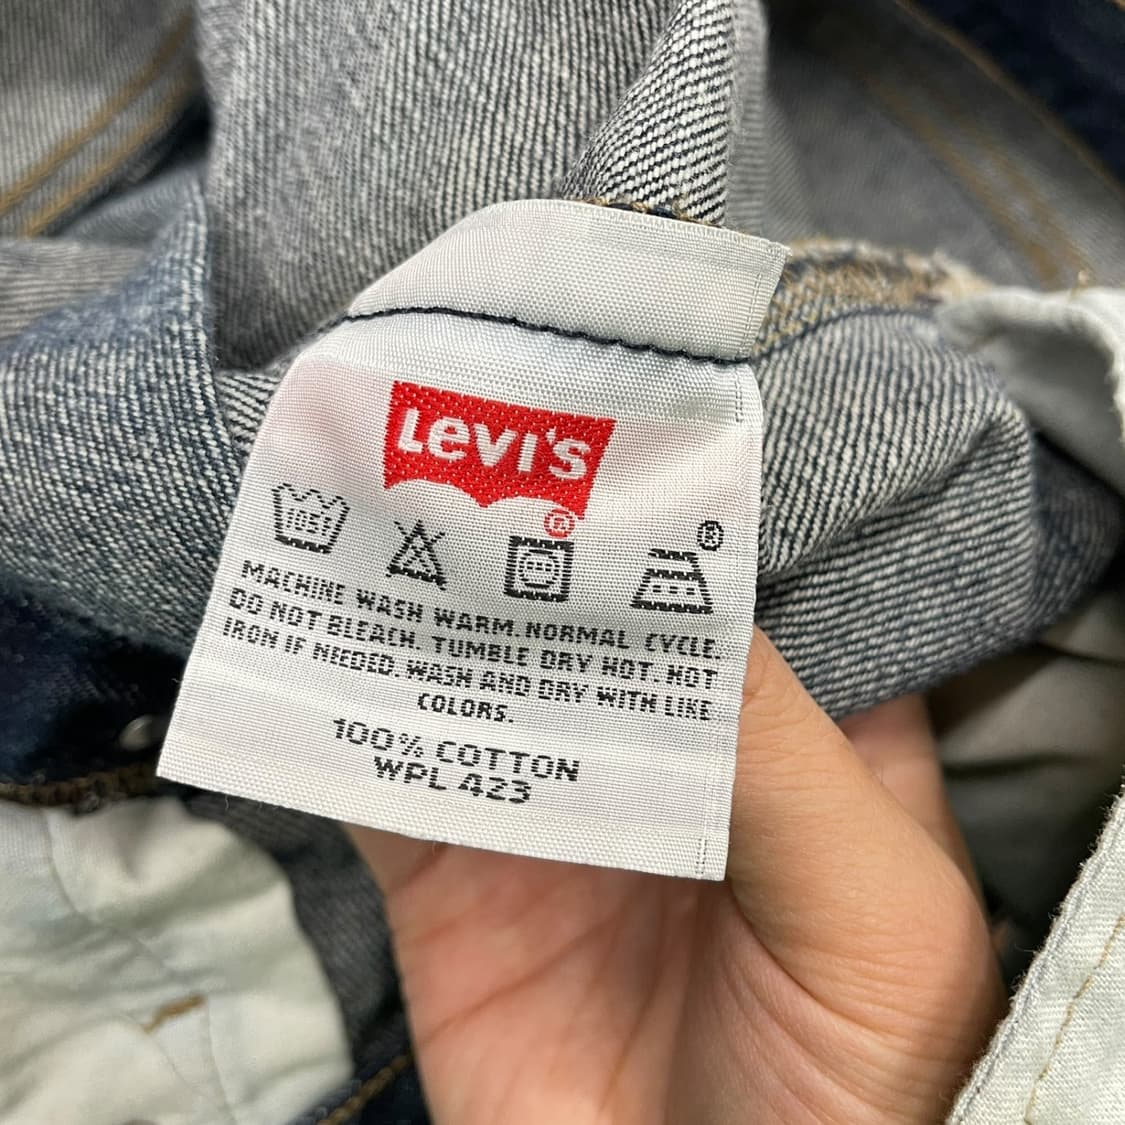 Levi's
®
105F
®
MACHINE WASH WARM. NORMAL CYCLE.
DO NOT BLEACH. TUMBLE DRY HOT. HOT
IRON IF NEEDED. WASH AND DRY WITH LIKE
COLORS.
100% COTTON
WPL 423